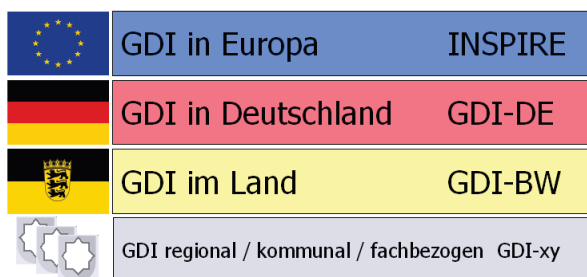 GDI in Europa INSPIRE
GDI in Deutschland GDI-DE
GDI im Land GDI-BW
GDI regional / kommunal / fachbezogen GDI-xy